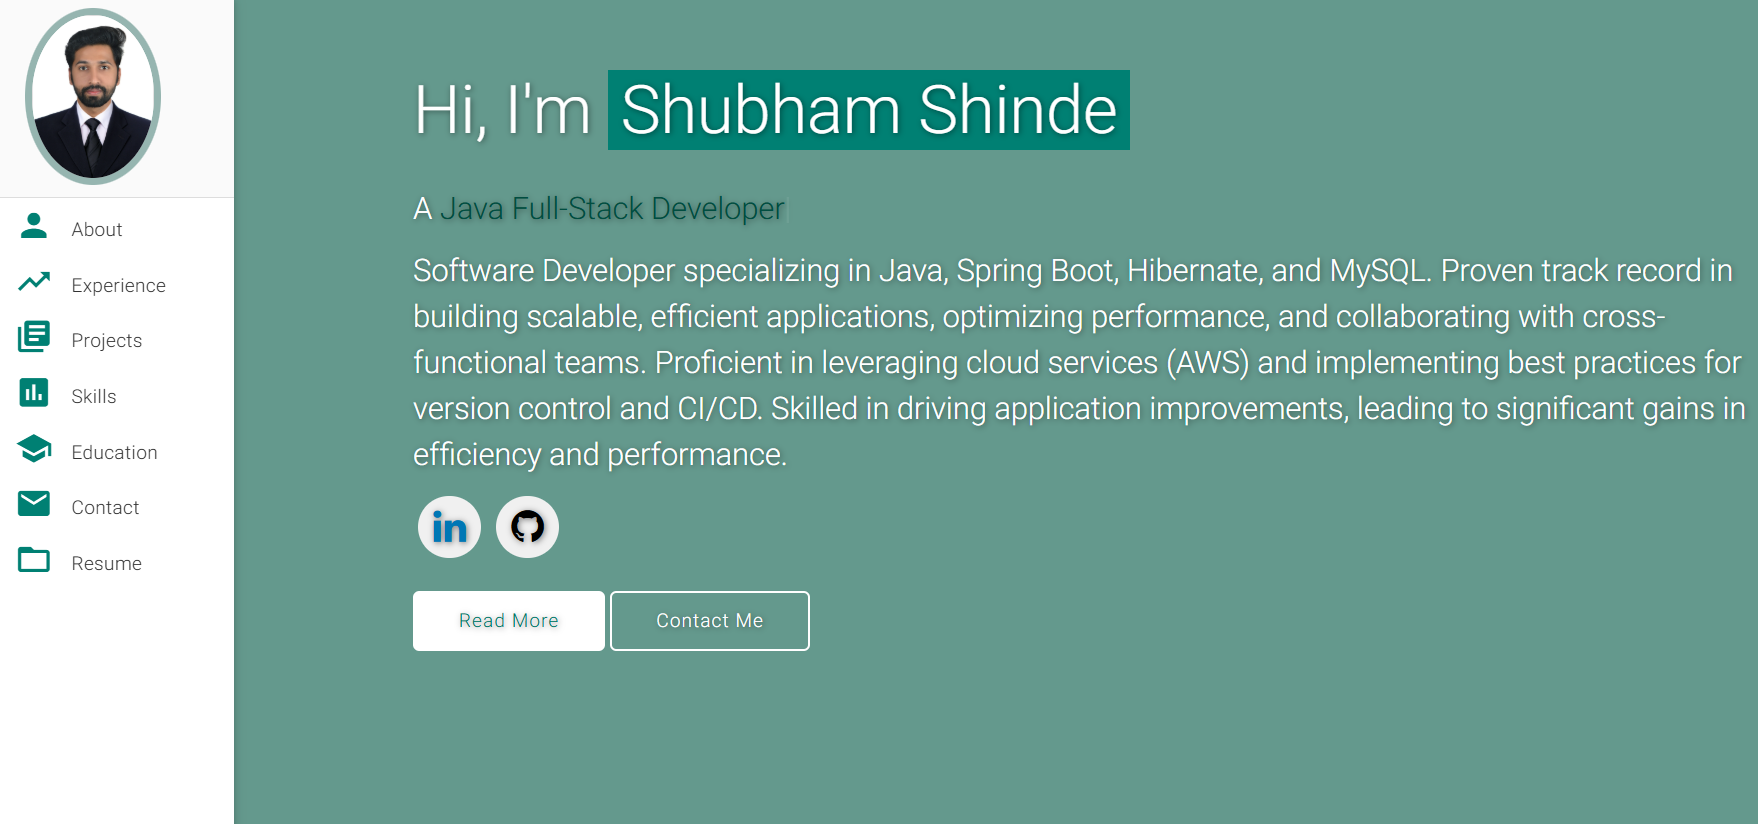 Hi, I'm Shubham Shinde
About
Experience
Projects
Skills
Education
Contact
Resume
A Java Full-Stack Developer
Software Developer specializing in Java, Spring Boot, Hibernate, and MySQL. Proven track record in
building scalable, efficient applications, optimizing performance, and collaborating with cross-
functional teams. Proficient in leveraging cloud services (AWS) and implementing best practices for
version control and CI/CD. Skilled in driving application improvements, leading to significant gains in
efficiency and performance.
in
Read More
Contact Me